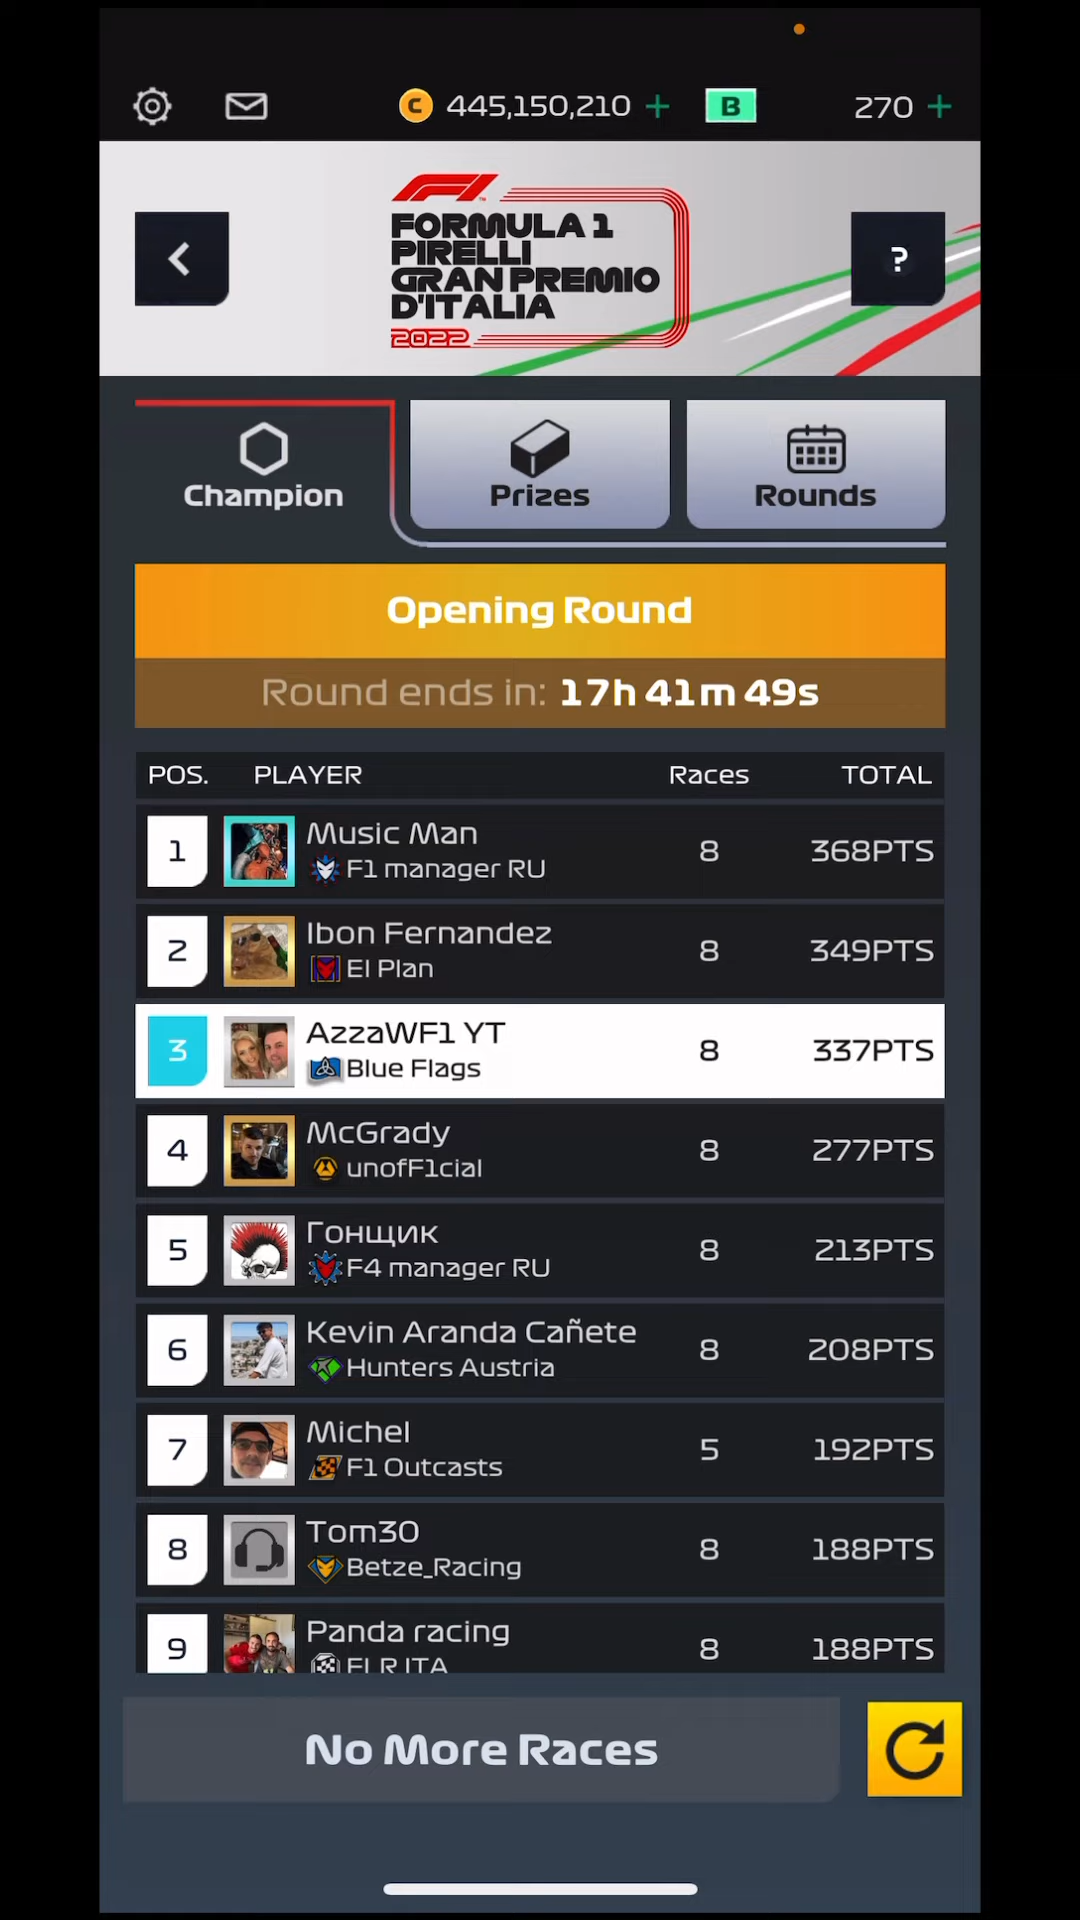 C 445,150,210 + B 270 +
F1
FORMULA 1
PIRELLI
GRAN PREMIO
D'ITALIA
2022
?
Champion Prizes Rounds
Opening Round
Round ends in: 17h 41m 49s
POS. PLAYER Races TOTAL
1 Music Man 8 368PTS
F1 manager RU
2 Ibon Fernandez 8 349PTS
El Plan
3 AzzaWF1 YT 8 337PTS
Blue Flags
4 McGrady 8 277PTS
unofF1cial
5 Гонщик 8 213PTS
F4 manager RU
6 Kevin Aranda Cañete 8 208PTS
Hunters Austria
7 Michel 5 192PTS
F1 Outcasts
8 Tom30 8 188PTS
Betze_Racing
9 Panda racing 8 188PTS
No More Races